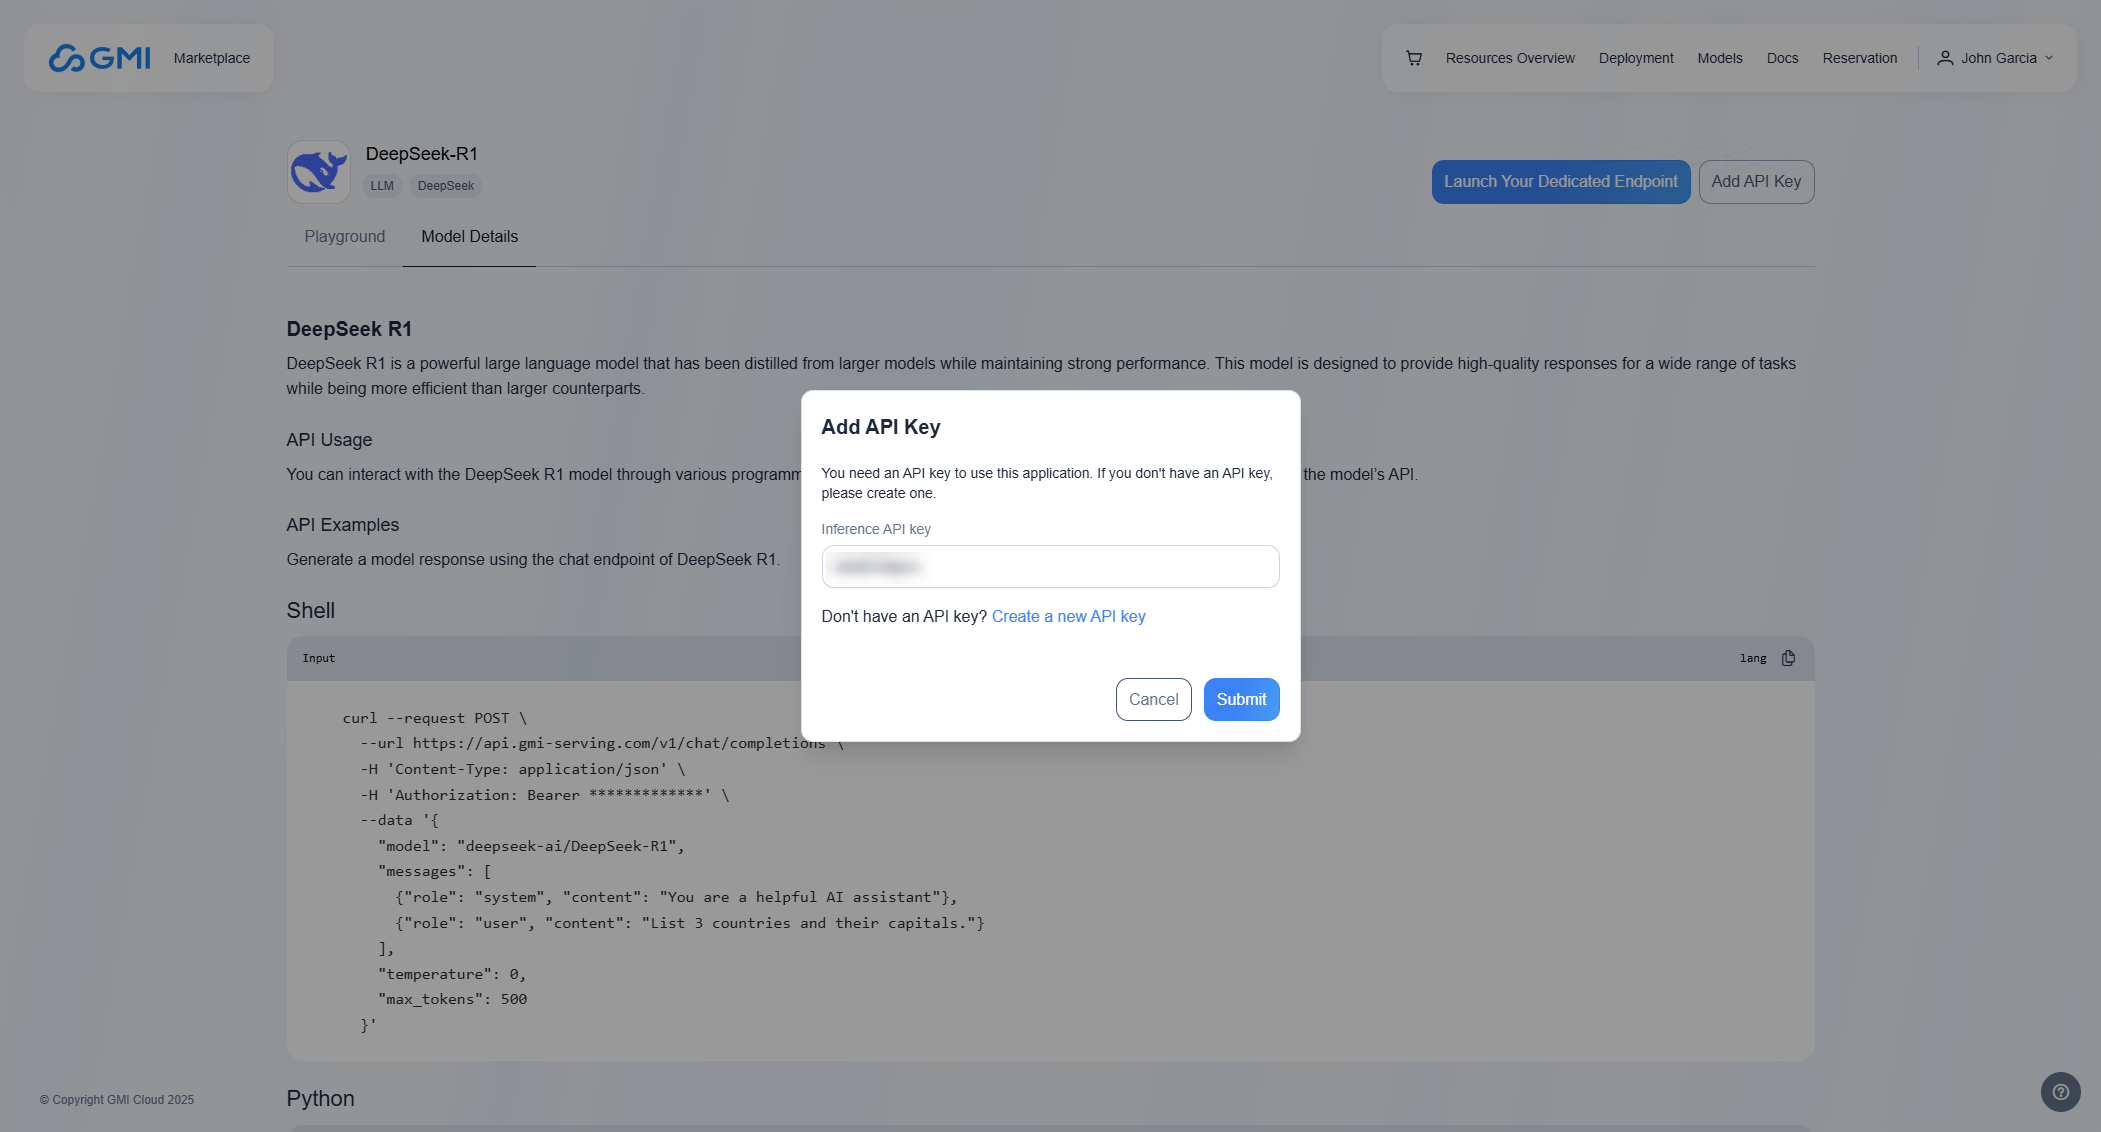 GMI
Marketplace
Resources Overview
Deployment
Models
Docs
Reservation
John Garcia
DeepSeek-R1
LLM
DeepSeek
Launch Your Dedicated Endpoint
Add API Key
Playground
Model Details
DeepSeek R1
DeepSeek R1 is a powerful large language model that has been distilled from larger models while maintaining strong performance. This model is designed to provide high-quality responses for a wide range of tasks
while being more efficient than larger counterparts.
API Usage
You can interact with the DeepSeek R1 model through various programm
the model’s API.
API Examples
Generate a model response using the chat endpoint of DeepSeek R1.
Shell
Input
lang
curl --request POST \
--url https://api.gmi-serving.com/v1/chat/completions \
-H 'Content-Type: application/json' \
-H 'Authorization: Bearer *************' \
--data '{
"model": "deepseek-ai/DeepSeek-R1",
"messages": [
{"role": "system", "content": "You are a helpful AI assistant"},
{"role": "user", "content": "List 3 countries and their capitals."}
],
"temperature": 0,
"max_tokens": 500
}'
Python
Add API Key
You need an API key to use this application. If you don't have an API key,
please create one.
Inference API key
Don't have an API key? Create a new API key
Cancel
Submit
© Copyright GMI Cloud 2025